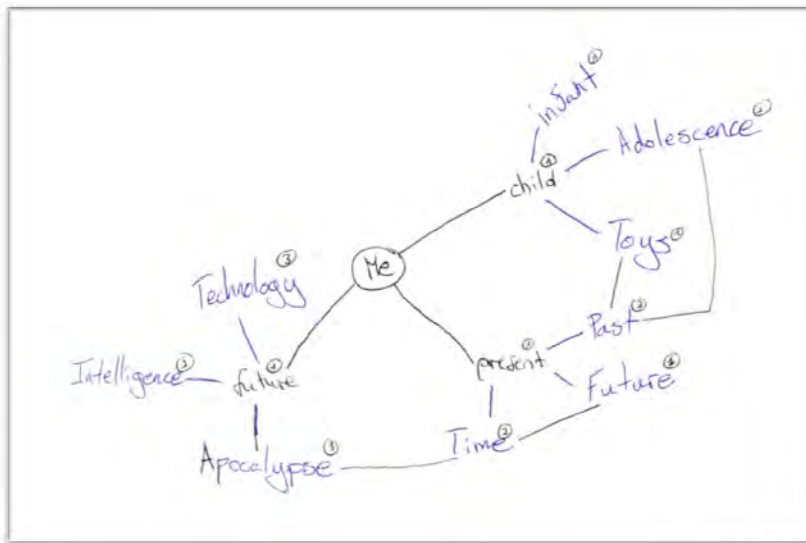 infant
Adolescence
child
Toys
Me
Technology
Past
present
Future
Intelligence
future
Time
Apocalypse